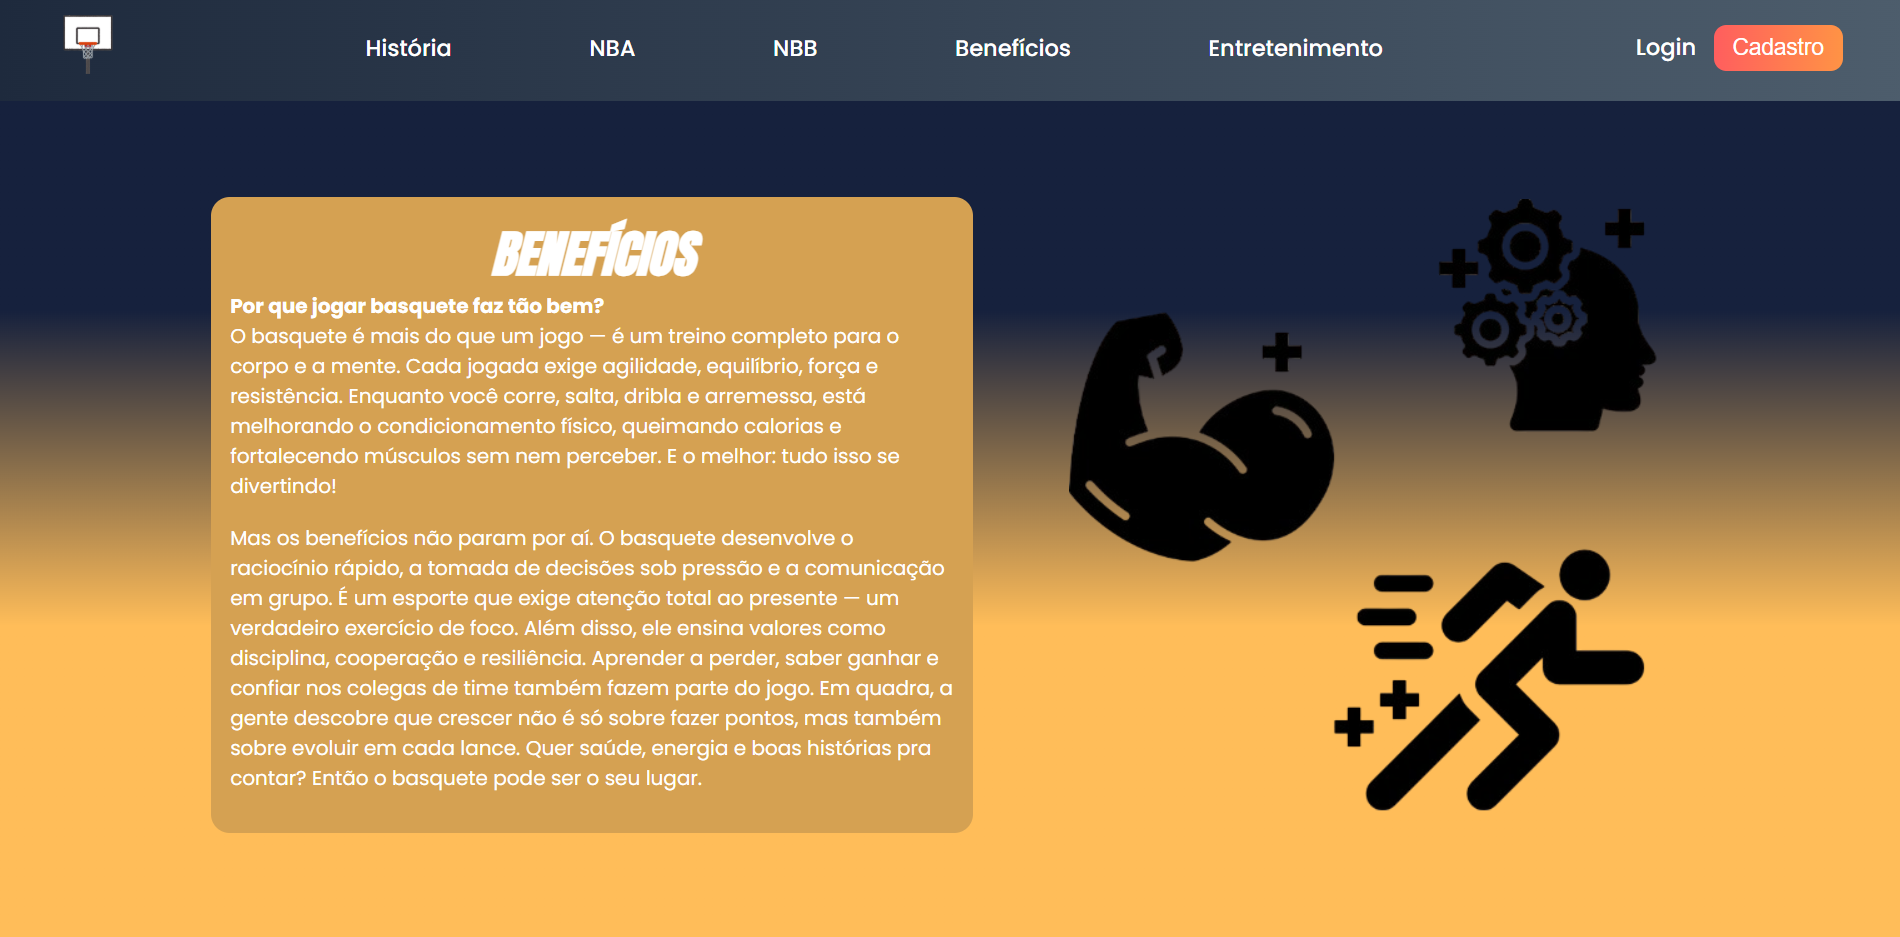 História
NBA
NBB
Benefícios
Entretenimento
Login
Cadastro
BENEFÍCIOS
Por que jogar basquete faz tão bem?
O basquete é mais do que um jogo — é um treino completo para o
corpo e a mente. Cada jogada exige agilidade, equilíbrio, força e
resistência. Enquanto você corre, salta, dribla e arremessa, está
melhorando o condicionamento físico, queimando calorias e
fortalecendo músculos sem nem perceber. E o melhor: tudo isso se
divertindo!
Mas os benefícios não param por aí. O basquete desenvolve o
raciocínio rápido, a tomada de decisões sob pressão e a comunicação
em grupo. É um esporte que exige atenção total ao presente — um
verdadeiro exercício de foco. Além disso, ele ensina valores como
disciplina, cooperação e resiliência. Aprender a perder, saber ganhar e
confiar nos colegas de time também fazem parte do jogo. Em quadra, a
gente descobre que crescer não é só sobre fazer pontos, mas também
sobre evoluir em cada lance. Quer saúde, energia e boas histórias pra
contar? Então o basquete pode ser o seu lugar.